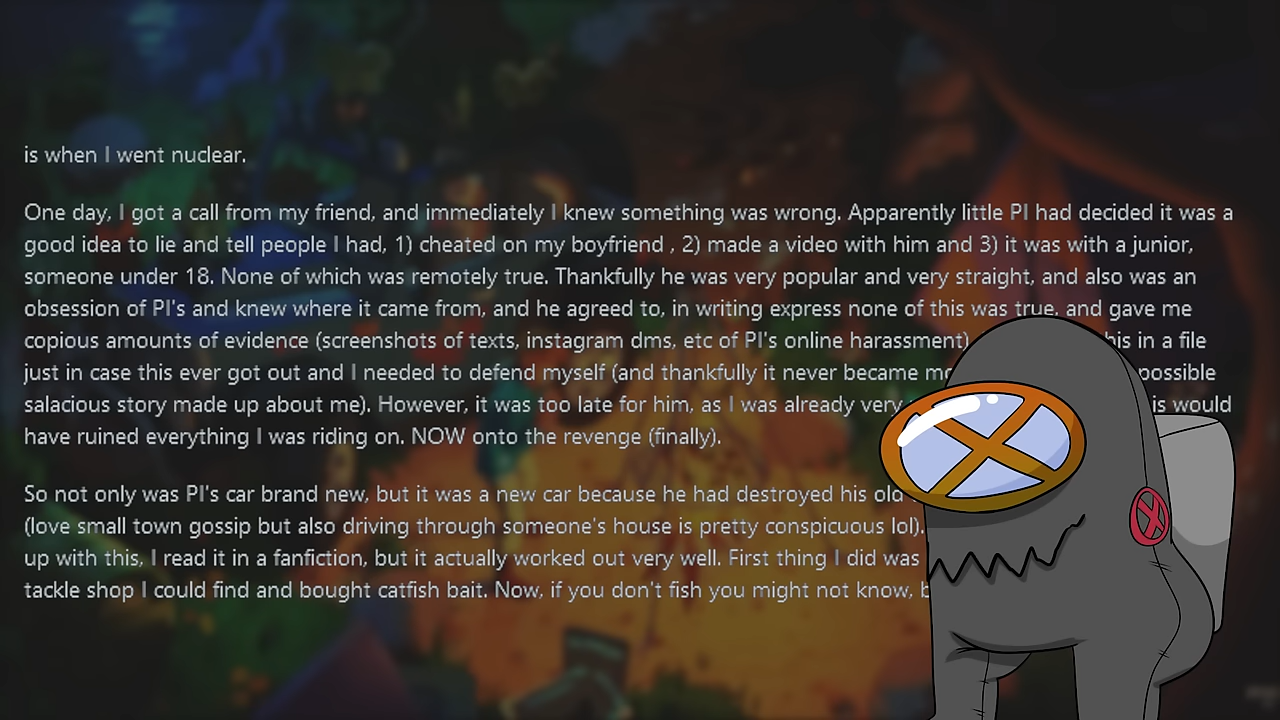 is when I went nuclear.
One day, I got a call from my friend, and immediately I knew something was wrong. Apparently little PI had decided it was a
good idea to lie and tell people I had, 1) cheated on my boyfriend , 2) made a video with him and 3) it was with a junior,
someone under 18. None of which was remotely true. Thankfully he was very popular and very straight, and also was an
obsession of PI's and knew where it came from, and he agreed to, in writing express none of this was true, and gave me
copious amounts of evidence (screenshots of texts, instagram dms, etc of PI's online harassment) in a file
just in case this ever got out and I needed to defend myself (and thankfully it never became possible
salacious story made up about me). However, it was too late for him, as I was already very is would
have ruined everything I was riding on. NOW onto the revenge (finally).
So not only was PI's car brand new, but it was a new car because he had destroyed his old
(love small town gossip but also driving through someone's house is pretty conspicuous lol).
up with this, I read it in a fanfiction, but it actually worked out very well. First thing I did was
tackle shop I could find and bought catfish bait. Now, if you don't fish you might not know,